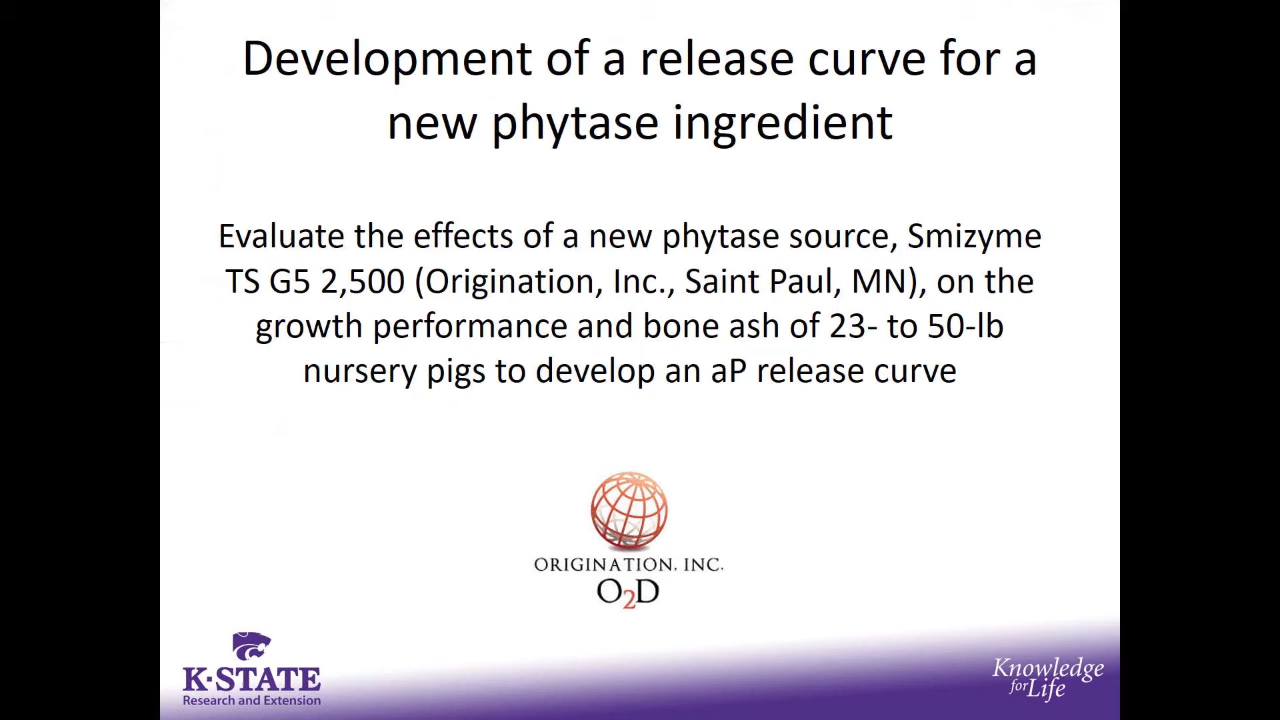 Development of a release curve for a
new phytase ingredient
Evaluate the effects of a new phytase source, Smizyme
TS G5 2,500 (Origination, Inc., Saint Paul, MN), on the
growth performance and bone ash of 23- to 50-lb
nursery pigs to develop an aP release curve
ORIGINATION, INC.
O2D
K-STATE
Research and Extension
Knowledge
for Life